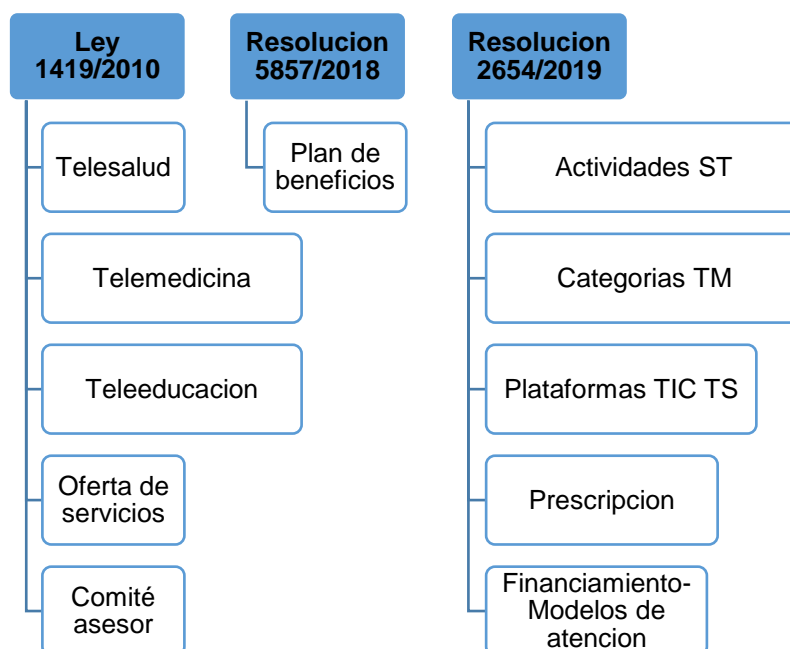 Ley
1419/2010
Telesalud
Telemedicina
Teleeducacion
Oferta de
servicios
Comité
asesor
Resolucion
5857/2018
Plan de
beneficios
Resolucion
2654/2019
Actividades ST
Categorias TM
Plataformas TIC TS
Prescripcion
Financiamiento-
Modelos de
atencion